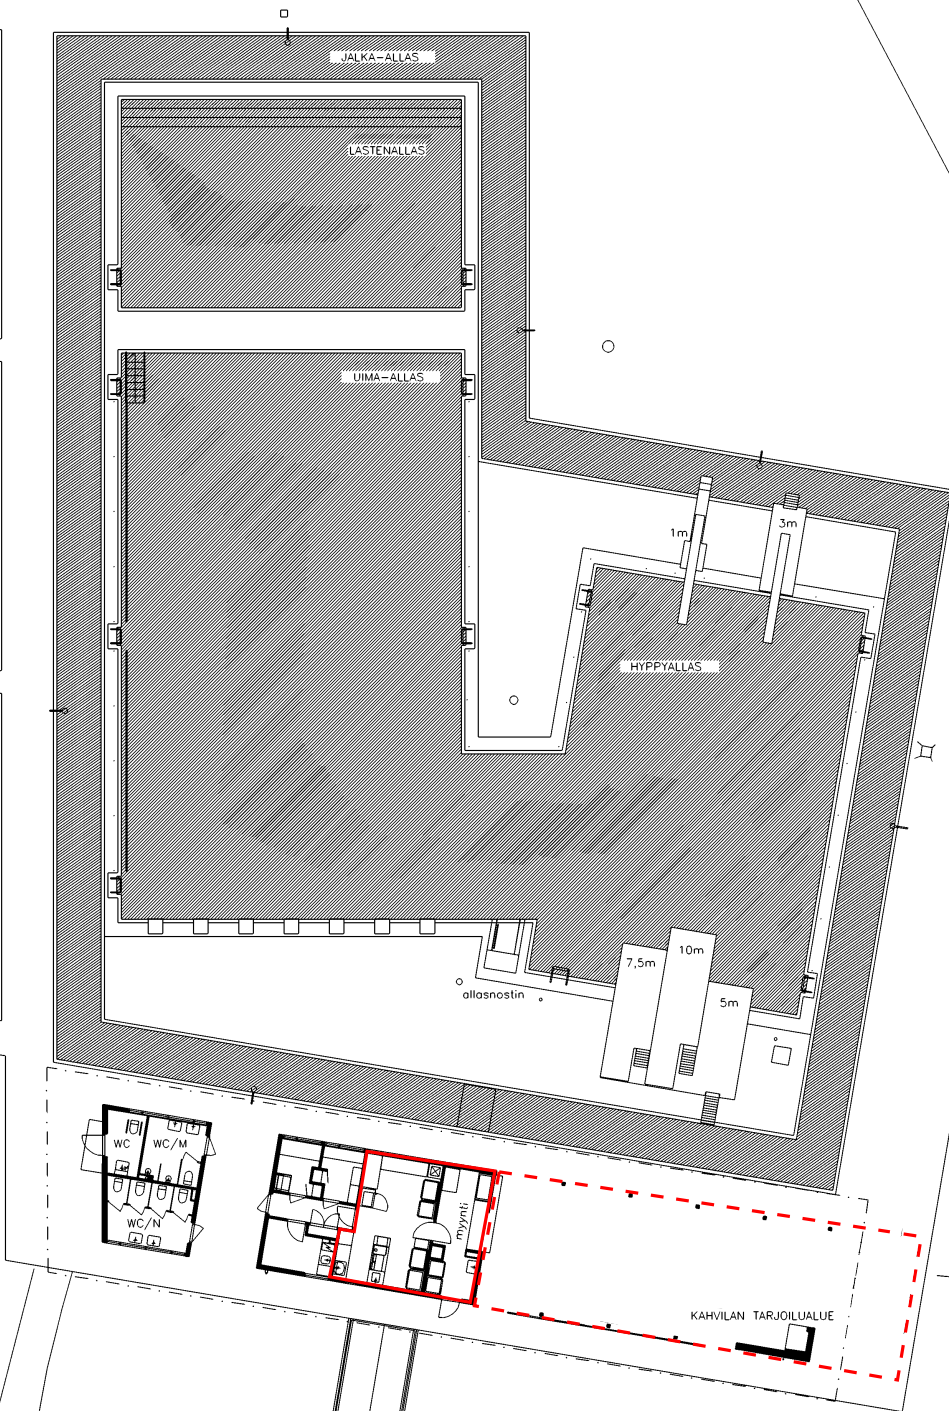 JALKA-ALLAS
LASTENALLAS
UIMA-ALLAS
1m
3m
HYPPYALLAS
7,5m
10m
5m
allasnostin
WC
WC/M
WC/N
myynti
KAHVILAN TARJOILUALUE